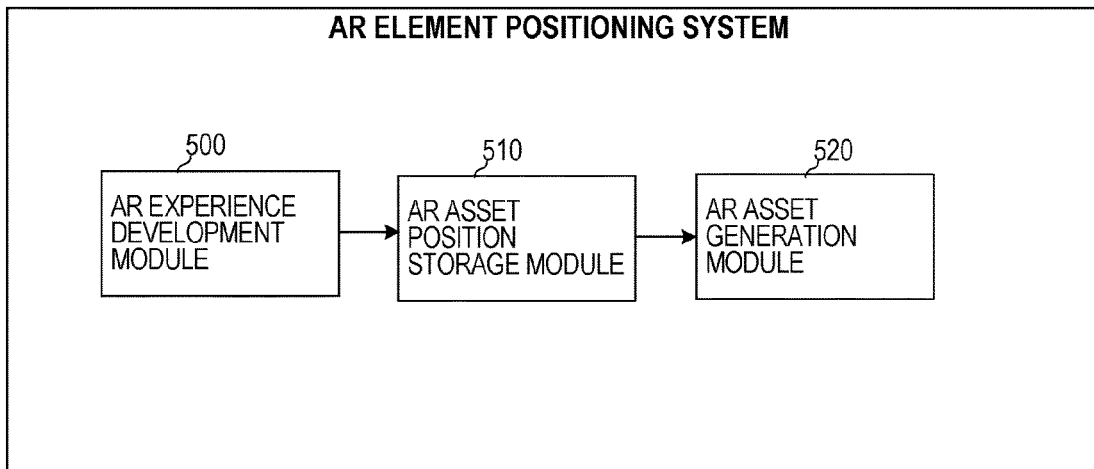 AR ELEMENT POSITIONING SYSTEM
500
AR EXPERIENCE
DEVELOPMENT
MODULE
510
AR ASSET
POSITION
STORAGE MODULE
520
AR ASSET
GENERATION
MODULE